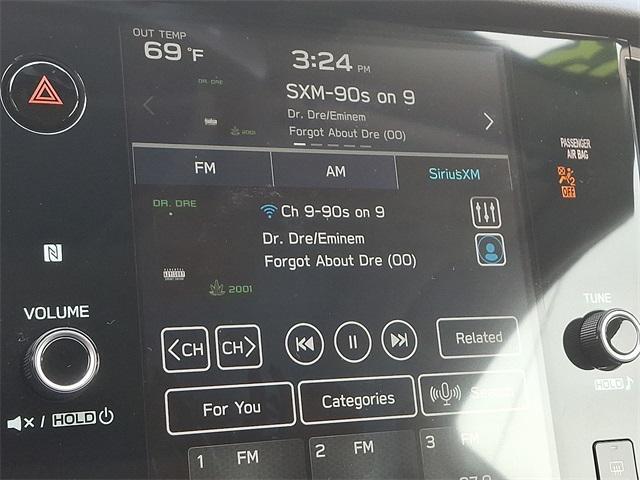 OUT TEMP
69 °F
3:24 PM
DR. DRE
SXM-90s on 9
Dr. Dre/Eminem
Forgot About Dre (00)
2001
PASSENGER
AIR BAG
OFF
FM
AM
SiriusXM
DR. DRE
Ch 9-90s on 9
Dr. Dre/Eminem
Forgot About Dre (00)
2001
VOLUME
TUNE
<CH
CH>
Related
HOLD
/ HOLD
For You
Categories
1 FM
2 FM
3 FM